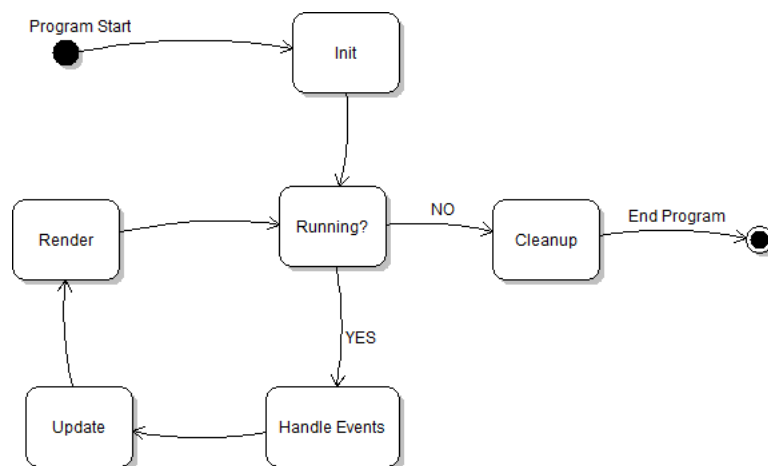 Program Start
Init
Render
Running?
NO
Cleanup
End Program
YES
Update
Handle Events